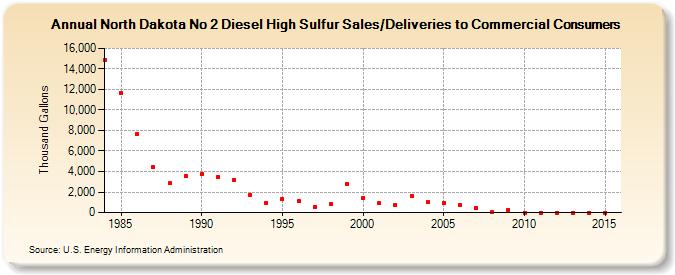 Annual North Dakota No 2 Diesel High Sulfur Sales/Deliveries to Commercial Consumers
Thousand Gallons
16,000
14,000
12,000
10,000
8,000
6,000
4,000
2,000
0
1985 1990 1995 2000 2005 2010 2015
Source: U.S. Energy Information Administration